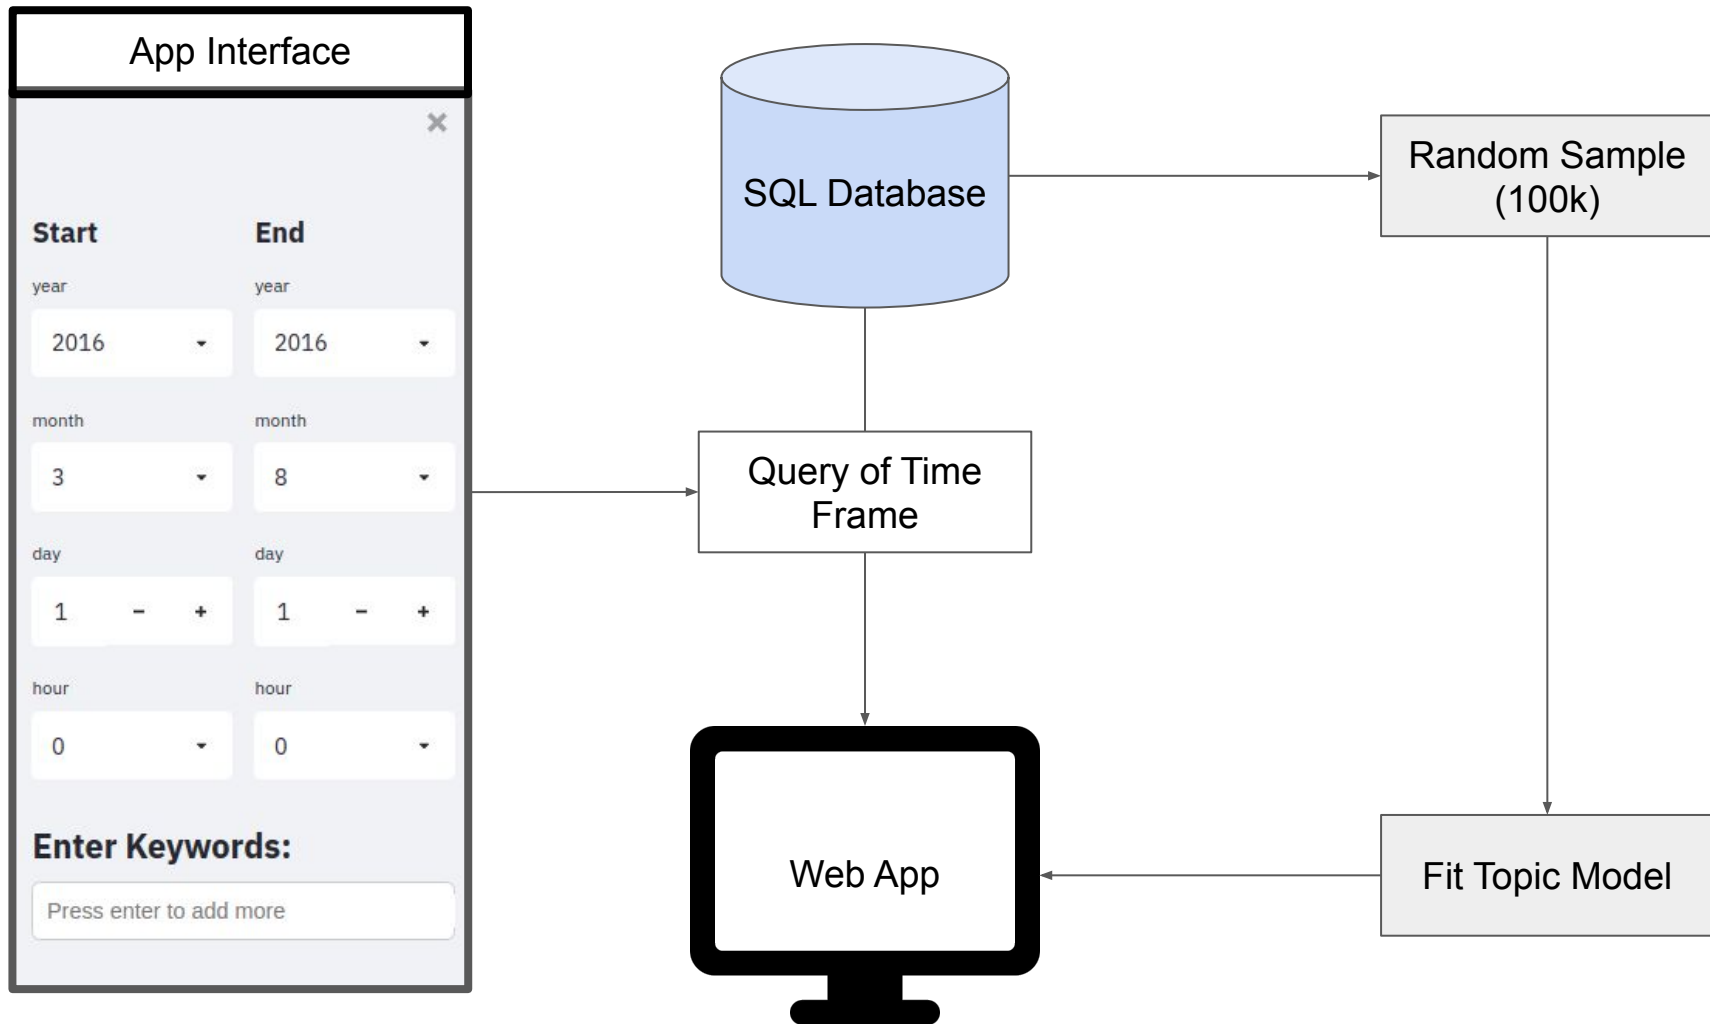 App Interface
×
Start End
year year
2016 2016
month month
3 8
day day
1 - + 1 - +
hour hour
0 0
Enter Keywords:
Press enter to add more
SQL Database
Query of Time
Frame
Web App
Random Sample
(100k)
Fit Topic Model